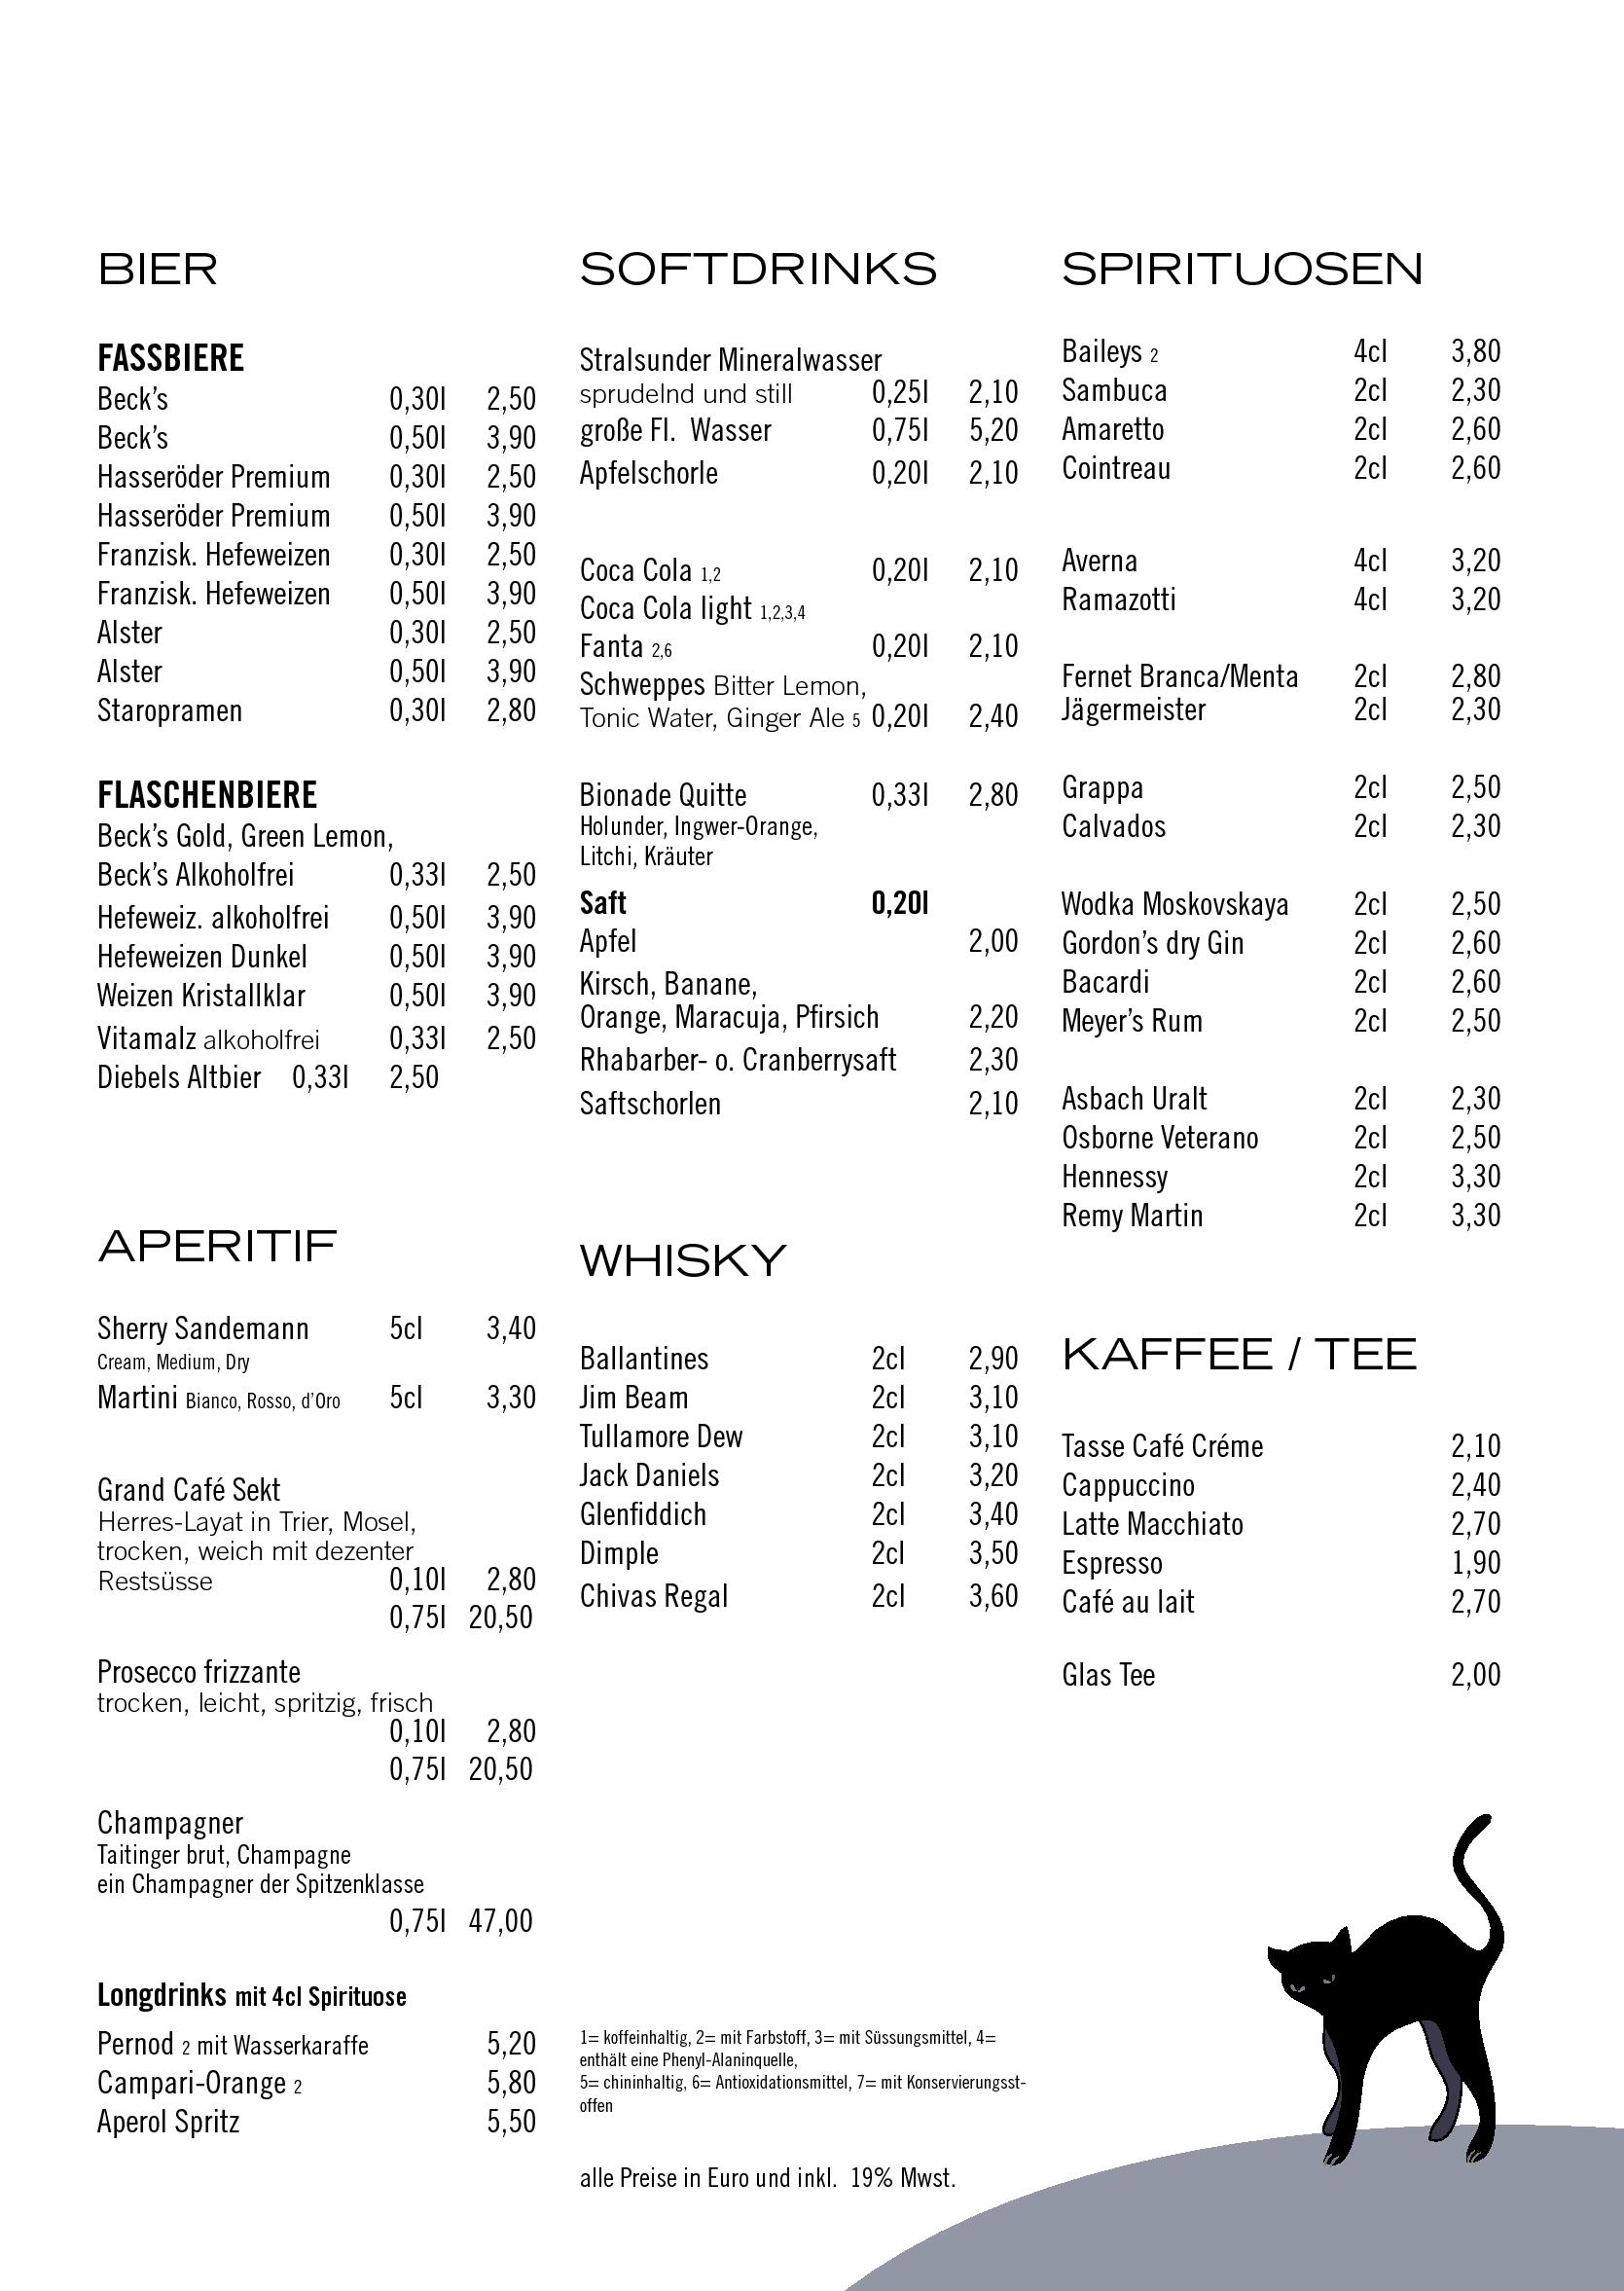 BIER
FASSBIERE
Beck's 0,30l 2,50
Beck's 0,50l 3,90
Hasseröder Premium 0,30l 2,50
Hasseröder Premium 0,50l 3,90
Franzisk. Hefeweizen 0,30l 2,50
Franzisk. Hefeweizen 0,50l 3,90
Alster 0,30l 2,50
Alster 0,50l 3,90
Staropramen 0,30l 2,80
FLASCHENBIERE
Beck's Gold, Green Lemon,
Beck's Alkoholfrei 0,33l 2,50
Hefeweiz. alkoholfrei 0,50l 3,90
Hefeweizen Dunkel 0,50l 3,90
Weizen Kristallklar 0,50l 3,90
Vitamalz alkoholfrei 0,33l 2,50
Diebels Altbier 0,33l 2,50
APERITIF
Sherry Sandemann 5cl 3,40
Cream, Medium, Dry
Martini Bianco, Rosso, d'Oro 5cl 3,30
Grand Café Sekt
Herres-Layat in Trier, Mosel,
trocken, weich mit dezenter
Restsüsse 0,10l 2,80
0,75l 20,50
Prosecco frizzante
trocken, leicht, spritzig, frisch
0,10l 2,80
0,75l 20,50
Champagner
Taitinger brut, Champagne
ein Champagner der Spitzenklasse
0,75l 47,00
Longdrinks mit 4cl Spirituose
Pernod 2 mit Wasserkaraffe 5,20
Campari-Orange 2 5,80
Aperol Spritz 5,50
SOFTDRINKS
Stralsunder Mineralwasser
sprudelnd und still 0,25l 2,10
große Fl. Wasser 0,75l 5,20
Apfelschorle 0,20l 2,10
Coca Cola 1,2 0,20l 2,10
Coca Cola light 1,2,3,4
Fanta 2,6 0,20l 2,10
Schweppes Bitter Lemon,
Tonic Water, Ginger Ale 5 0,20l 2,40
Bionade Quitte 0,33l 2,80
Holunder, Ingwer-Orange,
Litchi, Kräuter
Saft 0,20l
Apfel 2,00
Kirsch, Banane,
Orange, Maracuja, Pfirsich 2,20
Rhabarber- o. Cranberrysaft 2,30
Saftschorlen 2,10
WHISKY
Ballantines 2cl 2,90
Jim Beam 2cl 3,10
Tullamore Dew 2cl 3,10
Jack Daniels 2cl 3,20
Glenfiddich 2cl 3,40
Dimple 2cl 3,50
Chivas Regal 2cl 3,60
1= koffeinhaltig, 2= mit Farbstoff, 3= mit Süssungsmittel, 4=
enthält eine Phenyl-Alaninquelle,
5= chininhaltig, 6= Antioxidationsmittel, 7= mit Konservierungsst-
offen
alle Preise in Euro und inkl. 19% Mwst.
SPIRITUOSEN
Baileys 2 4cl 3,80
Sambuca 2cl 2,30
Amaretto 2cl 2,60
Cointreau 2cl 2,60
Averna 4cl 3,20
Ramazotti 4cl 3,20
Fernet Branca/Menta 2cl 2,80
Jägermeister 2cl 2,30
Grappa 2cl 2,50
Calvados 2cl 2,30
Wodka Moskovskaya 2cl 2,50
Gordon's dry Gin 2cl 2,60
Bacardi 2cl 2,60
Meyer's Rum 2cl 2,50
Asbach Uralt 2cl 2,30
Osborne Veterano 2cl 2,50
Hennessy 2cl 3,30
Remy Martin 2cl 3,30
KAFFEE / TEE
Tasse Café Créme 2,10
Cappuccino 2,40
Latte Macchiato 2,70
Espresso 1,90
Café au lait 2,70
Glas Tee 2,00